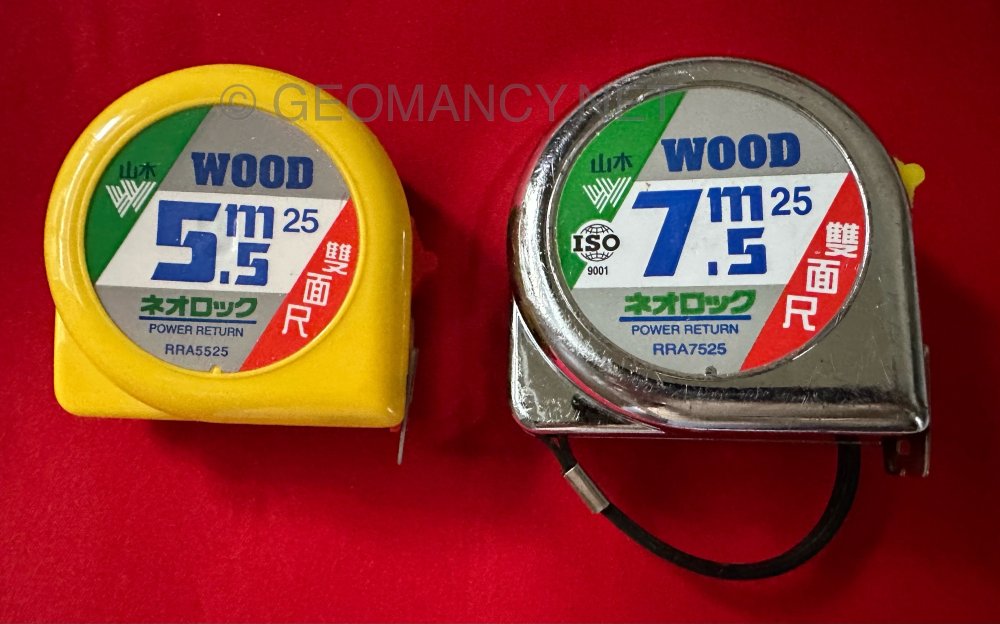 © GEOMANCY.NET
山木
WOOD
5.5m 25
雙面尺
ネオロック
POWER RETURN
RRA5525
山木
WOOD
7.5m 25
ISO
9001
雙面尺
ネオロック
POWER RETURN
RRA7525